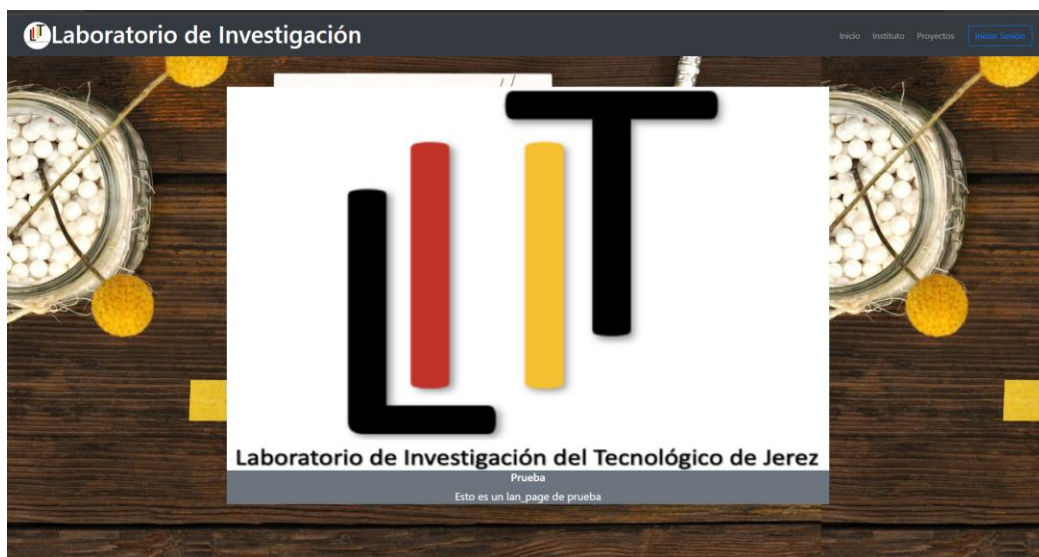 Laboratorio de Investigación
Inicio Instituto Proyectos Iniciar Sesión
LIIT
Laboratorio de Investigación del Tecnológico de Jerez
Prueba
Esto es un lan_page de prueba